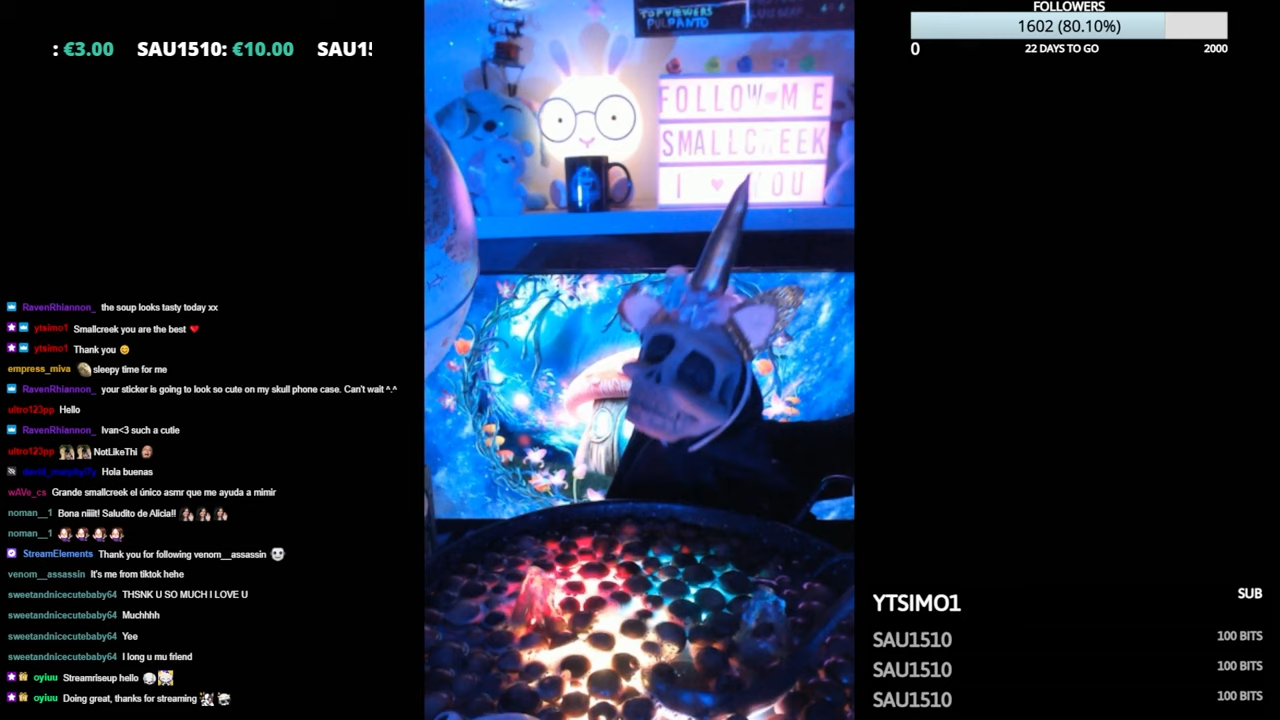 : €3.00 SAU1510: €10.00 SAU1
FOLLOWERS
1602 (80.10%)
0 22 DAYS TO GO 2000
TOPVIEWERS
PULPANTO
FOLLOW♥ME
SMALLCREEK
I ♥ YOU
RavenRhiannon_ the soup looks tasty today xx
ytsimo1 Smallcreek you are the best ❤
ytsimo1 Thank you 😊
empress_miva sleepy time for me
RavenRhiannon_ your sticker is going to look so cute on my skull phone case. Can't wait ^.^
ultro123pp Hello
RavenRhiannon_ Ivan<3 such a cutie
ultro123pp NotLikeThi
Hola buenas
wAVe_cs Grande smallcreek el único asmr que me ayuda a mimir
noman__1 Bona niiiit! Saludito de Alicia!!
noman__1
StreamElements Thank you for following venom__assassin
venom__assassin It's me from tiktok hehe
sweetandnicecutebaby64 THSNK U SO MUCH I LOVE U
sweetandnicecutebaby64 Muchhhh
sweetandnicecutebaby64 Yee
sweetandnicecutebaby64 I long u mu friend
oyiuu Streamriseup hello
oyiuu Doing great, thanks for streaming
YTSIMO1 SUB
SAU1510 100 BITS
SAU1510 100 BITS
SAU1510 100 BITS